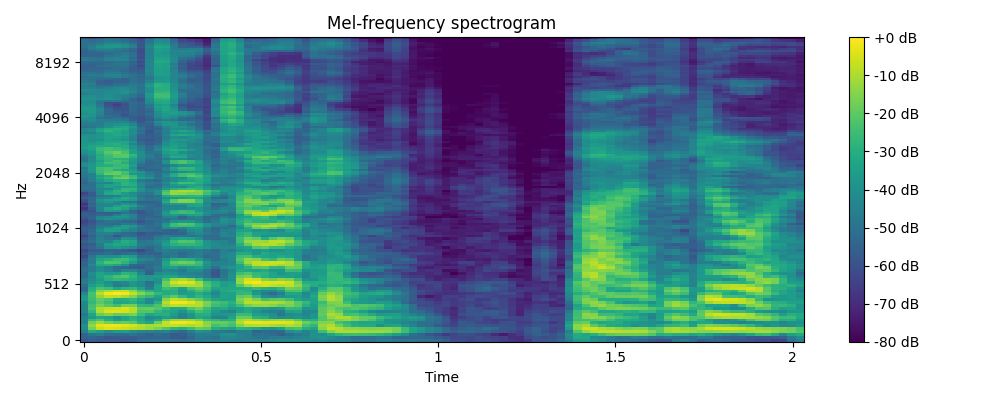 Mel-frequency spectrogram
8192
4096
2048
1024
512
0
Hz
0
0.5
1
1.5
2
Time
+0 dB
-10 dB
-20 dB
-30 dB
-40 dB
-50 dB
-60 dB
-70 dB
-80 dB